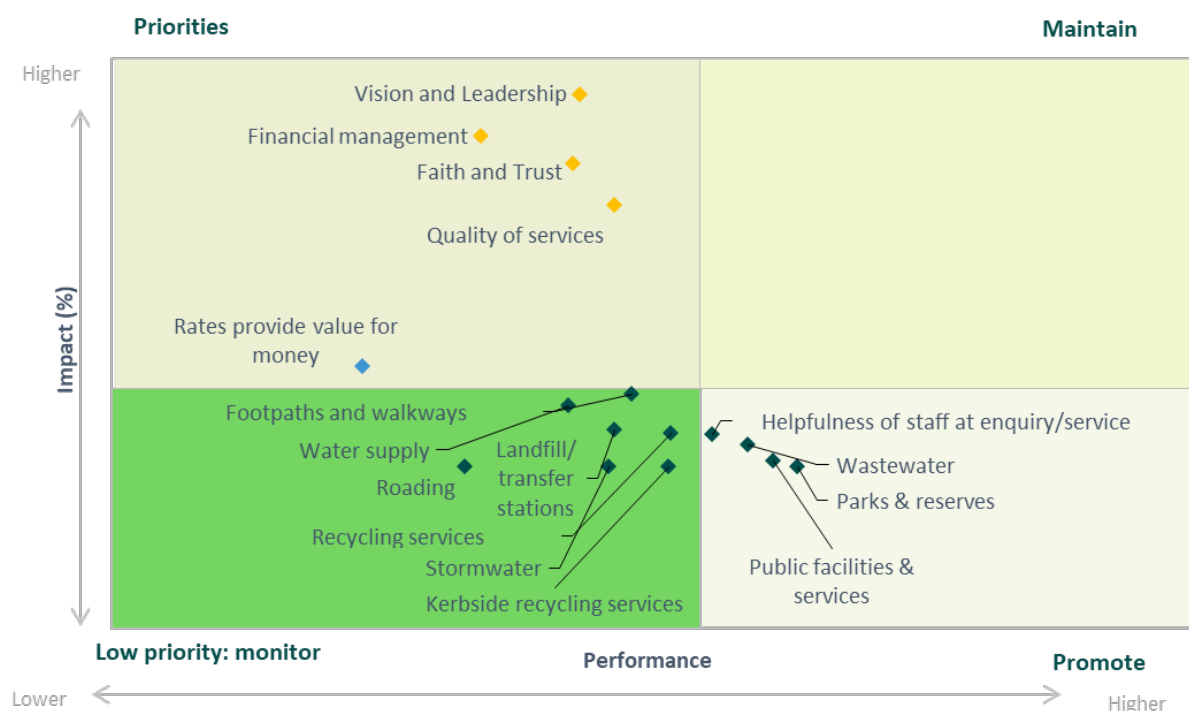 Priorities
Maintain
Higher
Vision and Leadership
Financial management
Faith and Trust
Quality of services
Impact (%)
Rates provide value for
money
Footpaths and walkways
Helpfulness of staff at enquiry/service
Water supply
Landfill/
transfer
stations
Wastewater
Roading
Parks & reserves
Recycling services
Stormwater
Public facilities &
services
Kerbside recycling services
Low priority: monitor
Performance
Promote
Lower
Higher